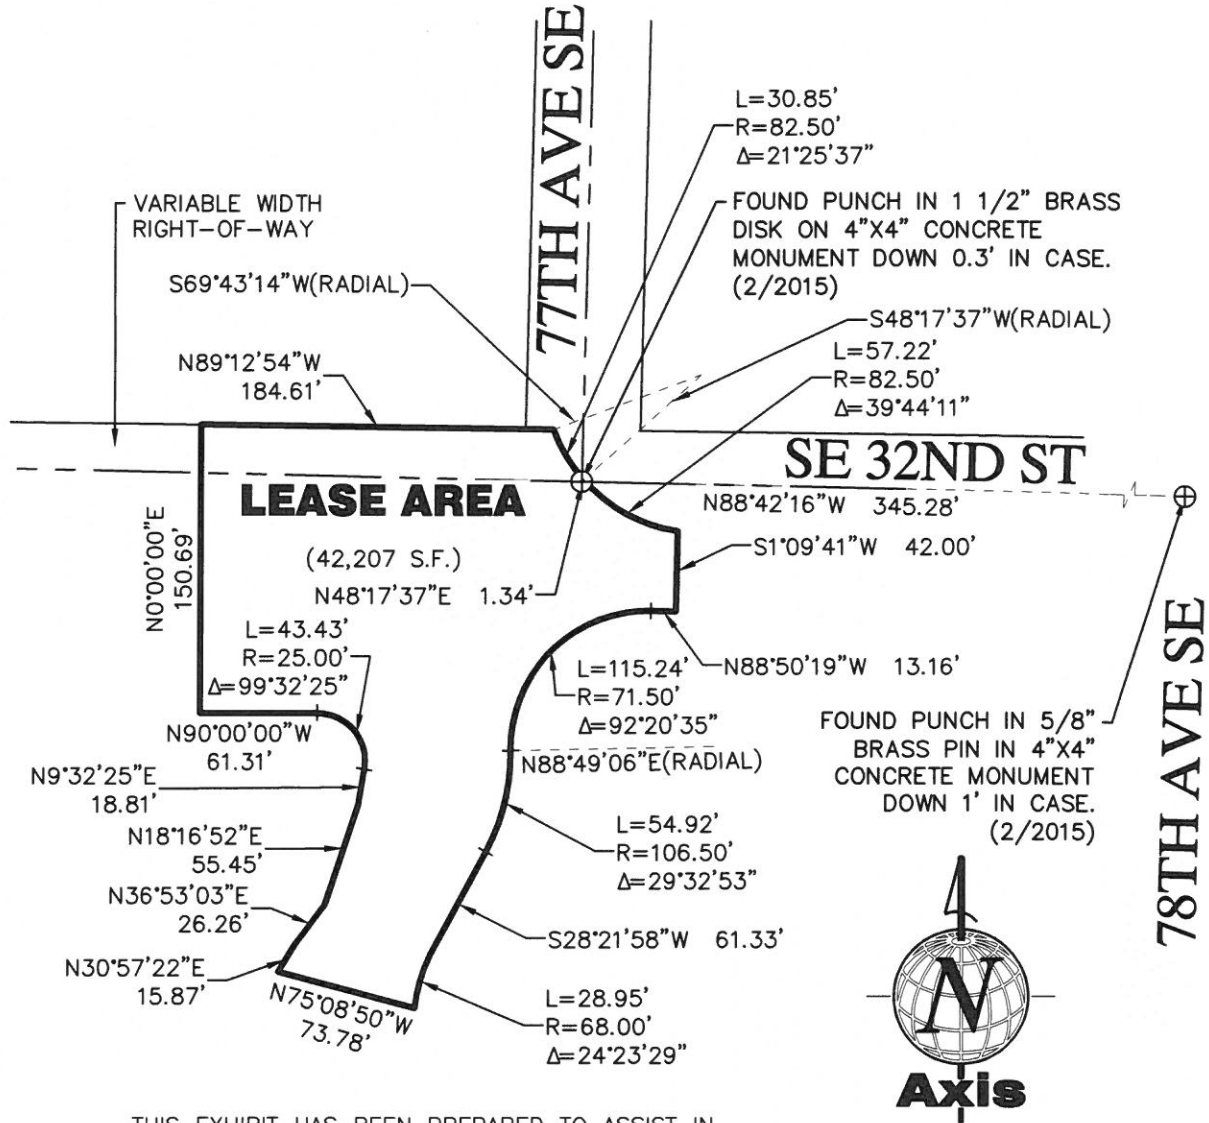 77TH AVE SE
L=30.85'
R=82.50'
Δ=21°25'37"
VARIABLE WIDTH
RIGHT-OF-WAY
FOUND PUNCH IN 1 1/2" BRASS
DISK ON 4"X4" CONCRETE
MONUMENT DOWN 0.3' IN CASE.
(2/2015)
S69°43'14"W(RADIAL)
S48°17'37"W(RADIAL)
N89°12'54"W
184.61'
L=57.22'
R=82.50'
Δ=39°44'11"
SE 32ND ST
LEASE AREA
(42,207 S.F.)
N88°42'16"W 345.28'
S1°09'41"W 42.00'
N48°17'37"E 1.34'
N0°00'00"E
150.69'
L=43.43'
R=25.00'
Δ=99°32'25"
L=115.24'
R=71.50'
Δ=92°20'35"
N88°50'19"W 13.16'
N90°00'00"W
61.31'
N88°49'06"E(RADIAL)
FOUND PUNCH IN 5/8"
BRASS PIN IN 4"X4"
CONCRETE MONUMENT
DOWN 1' IN CASE.
(2/2015)
78TH AVE SE
N9°32'25"E
18.81'
N18°16'52"E
55.45'
L=54.92'
R=106.50'
Δ=29°32'53"
N36°53'03"E
26.26'
S28°21'58"W 61.33'
N30°57'22"E
15.87'
N75°08'50"W
73.78'
L=28.95'
R=68.00'
Δ=24°23'29"
N
Axis
THIS EXHIBIT HAS BEEN PREPARED TO ASSIST IN